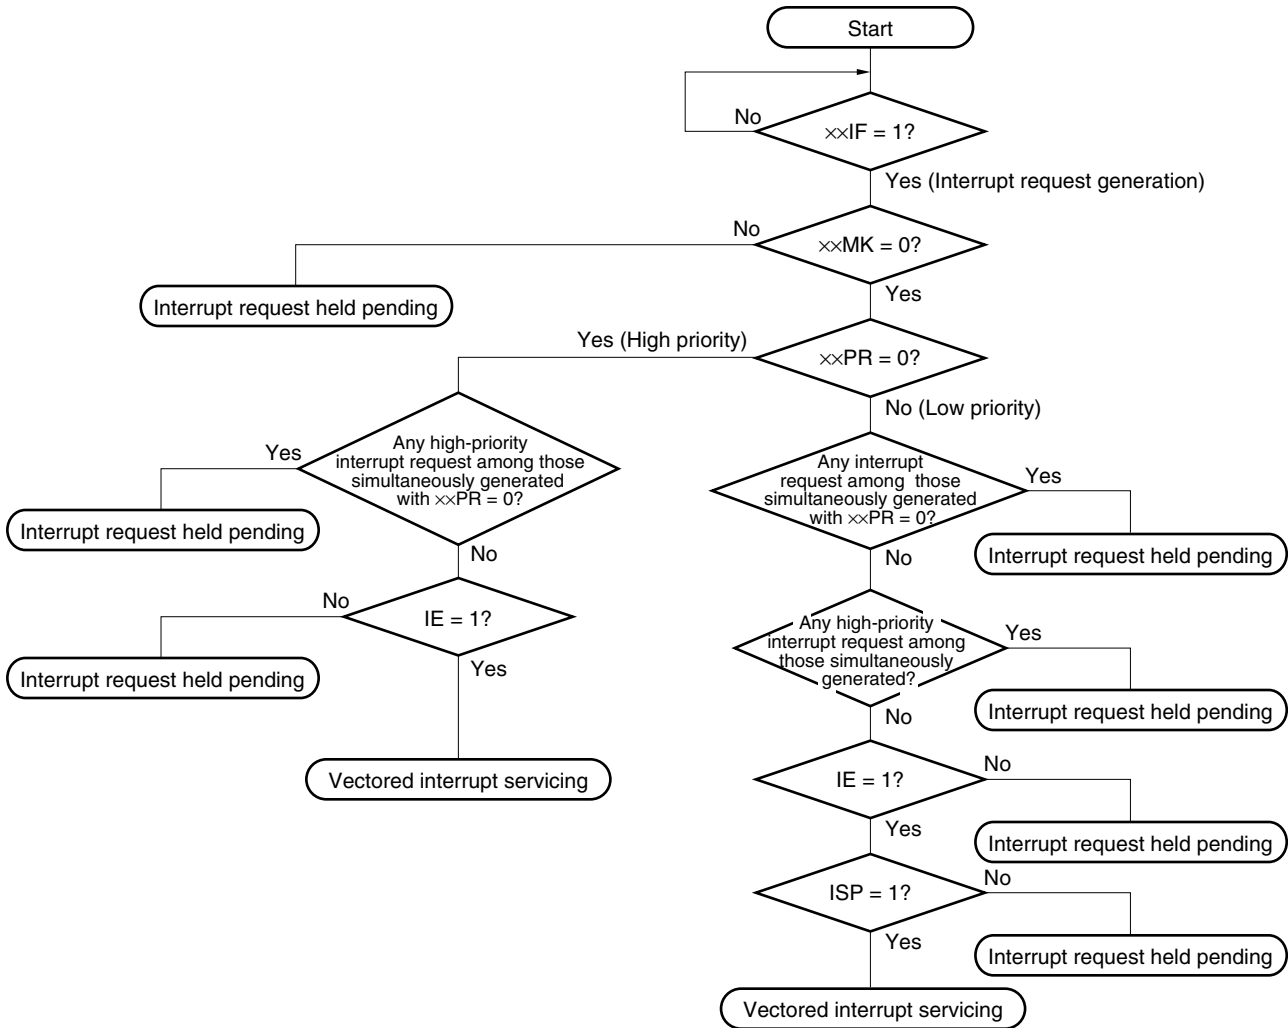 Start
No
××IF = 1?
Yes (Interrupt request generation)
No
××MK = 0?
Interrupt request held pending
Yes
Yes (High priority)
××PR = 0?
No (Low priority)
Yes
Any high-priority
interrupt request among those
simultaneously generated
with ××PR = 0?
Any interrupt
request among those
simultaneously generated
with ××PR = 0?
Yes
Interrupt request held pending
No
Interrupt request held pending
No
No
IE = 1?
Interrupt request held pending
Yes
Any high-priority
interrupt request among
those simultaneously
generated?
Yes
Interrupt request held pending
No
Vectored interrupt servicing
IE = 1?
No
Interrupt request held pending
Yes
ISP = 1?
No
Interrupt request held pending
Yes
Vectored interrupt servicing